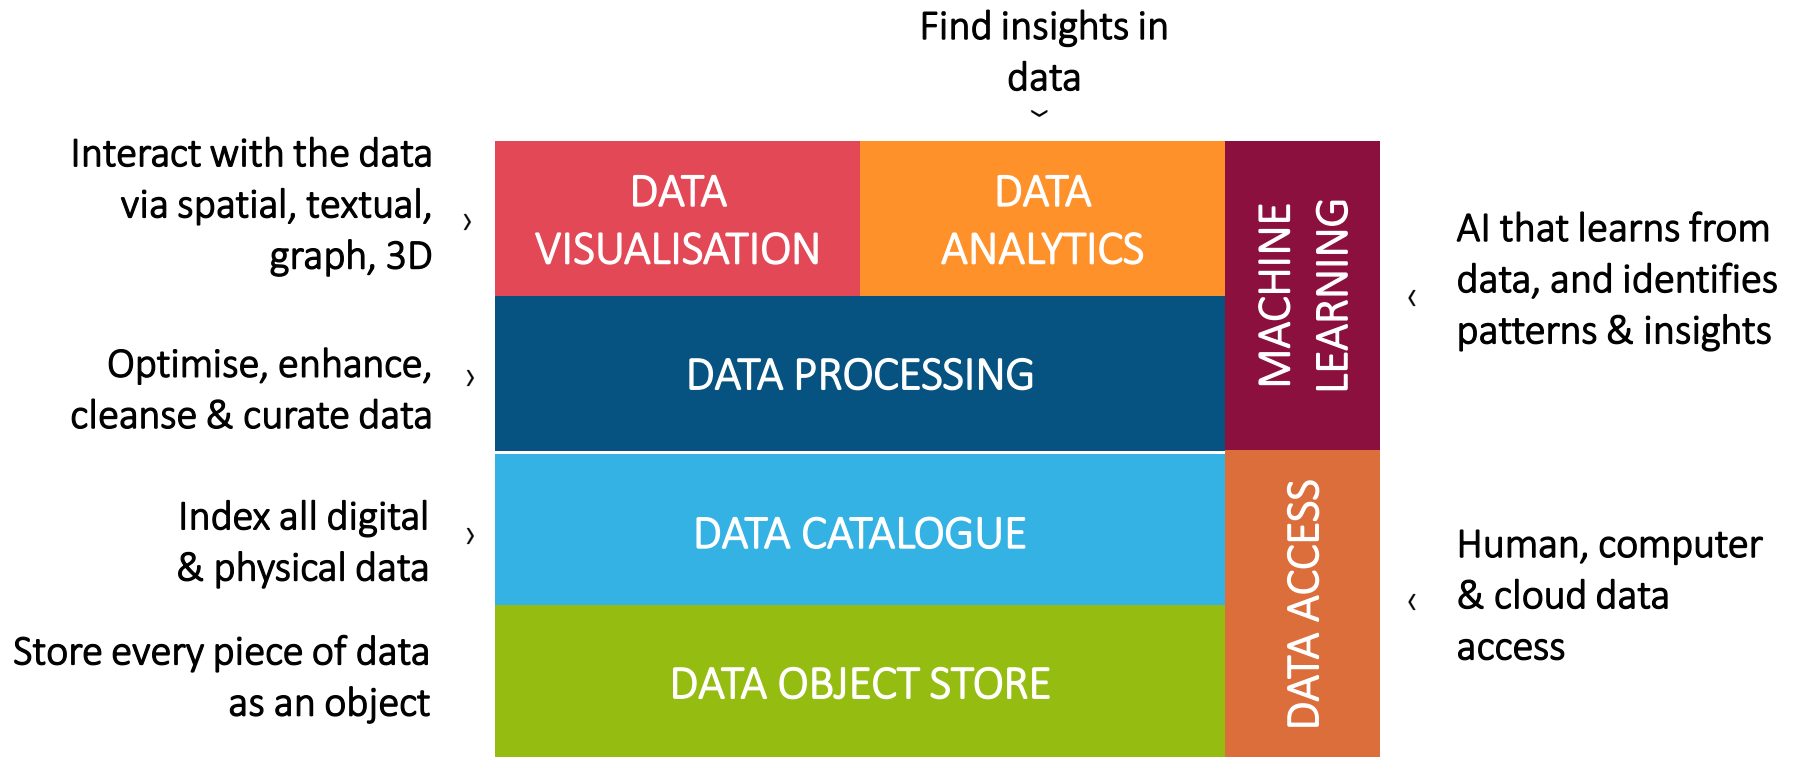 Find insights in
data
Interact with the data
via spatial, textual,
graph, 3D
DATA
VISUALISATION
DATA
ANALYTICS
MACHINE
LEARNING
AI that learns from
data, and identifies
patterns & insights
Optimise, enhance,
cleanse & curate data
DATA PROCESSING
Index all digital
& physical data
DATA CATALOGUE
DATA ACCESS
Human, computer
& cloud data
access
Store every piece of data
as an object
DATA OBJECT STORE